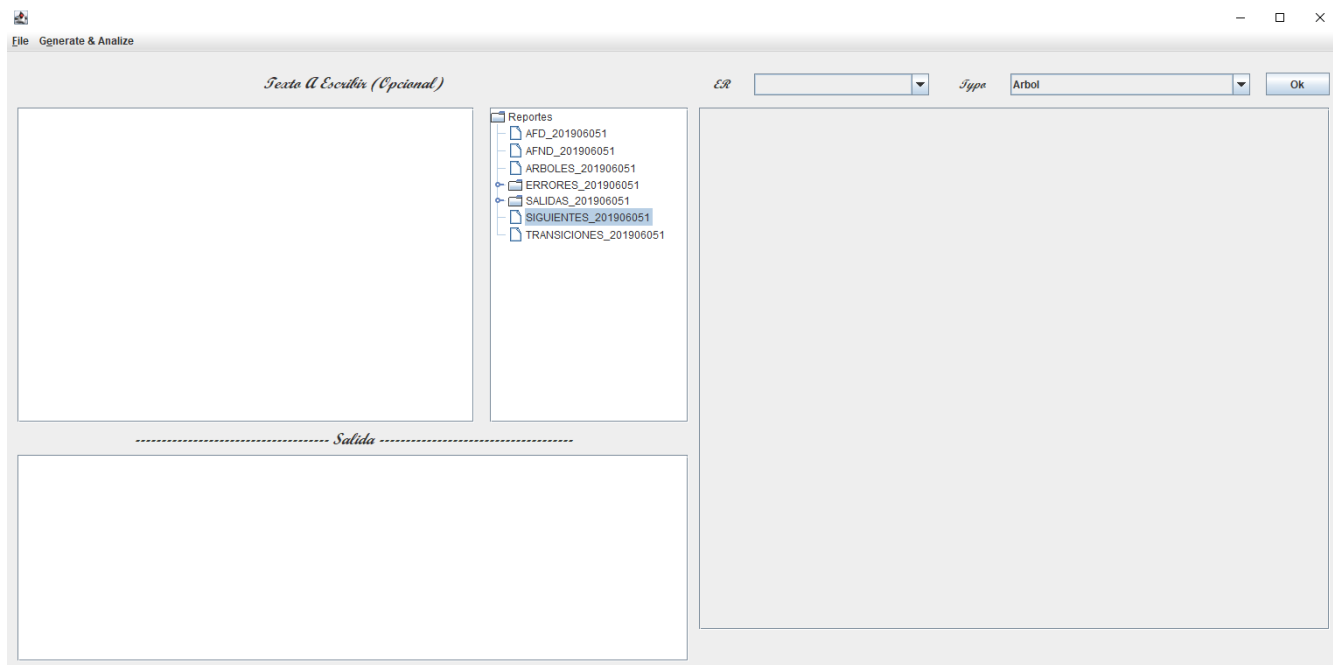 File Generate & Analize
Texto A Escribir (Opcional)
ER
Type
Arbol
Ok
Reportes
AFD_201906051
AFND_201906051
ARBOLES_201906051
ERRORES_201906051
SALIDAS_201906051
SIGUIENTES_201906051
TRANSICIONES_201906051
------------------------------------- Salida -------------------------------------